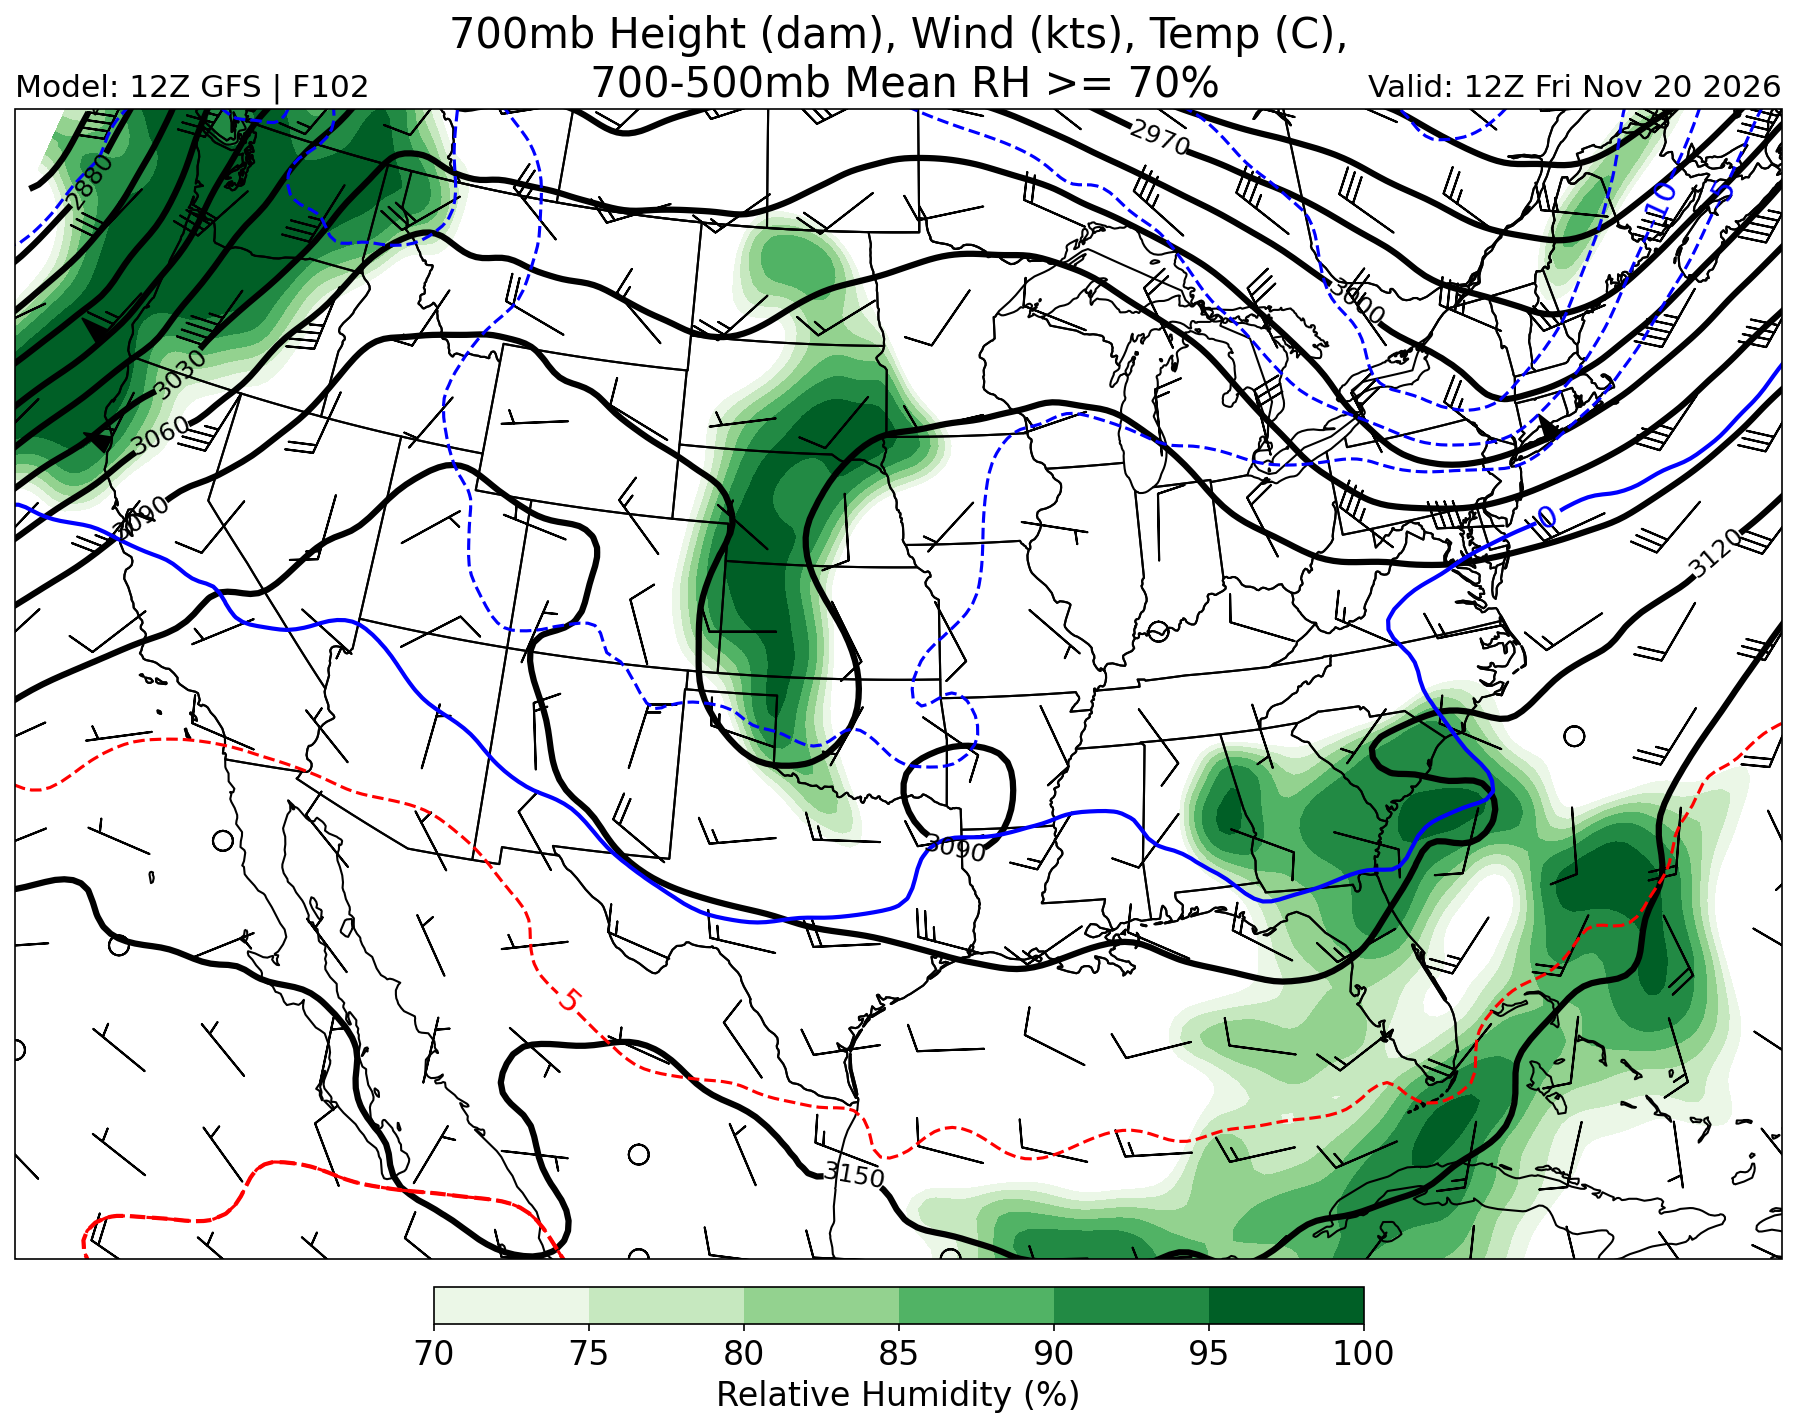 700mb Height (dam), Wind (kts), Temp (C),
Model: 12Z GFS | F102
700-500mb Mean RH >= 70%
Valid: 12Z Fri Nov 20 2026
2970
2880
10
5
3000
3030
3060
3090
0
3120
3090
5
3150
70 75 80 85 90 95 100
Relative Humidity (%)